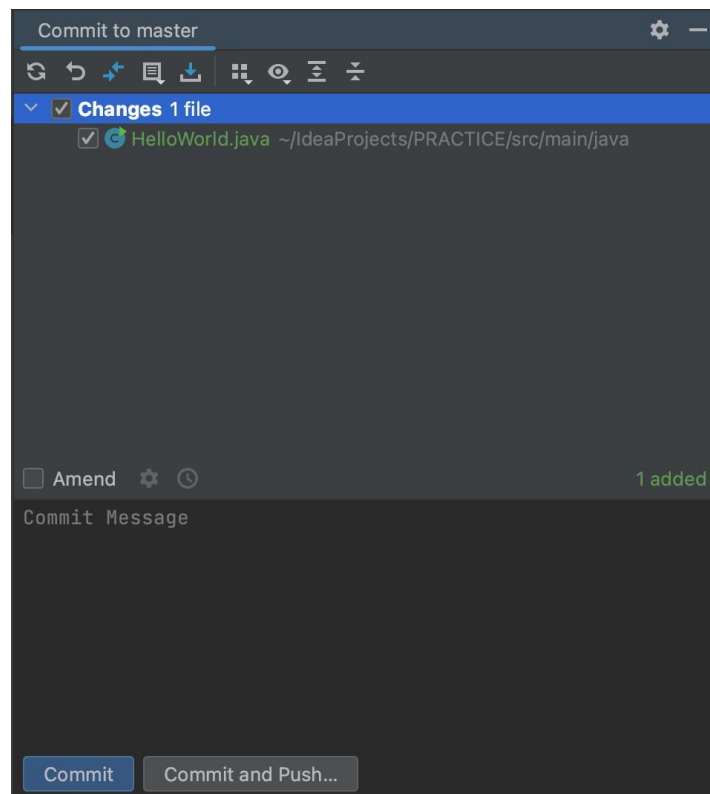 Commit to master
Changes 1 file
C HelloWorld.java ~/IdeaProjects/PRACTICE/src/main/java
Amend
1 added
Commit Message
Commit
Commit and Push...